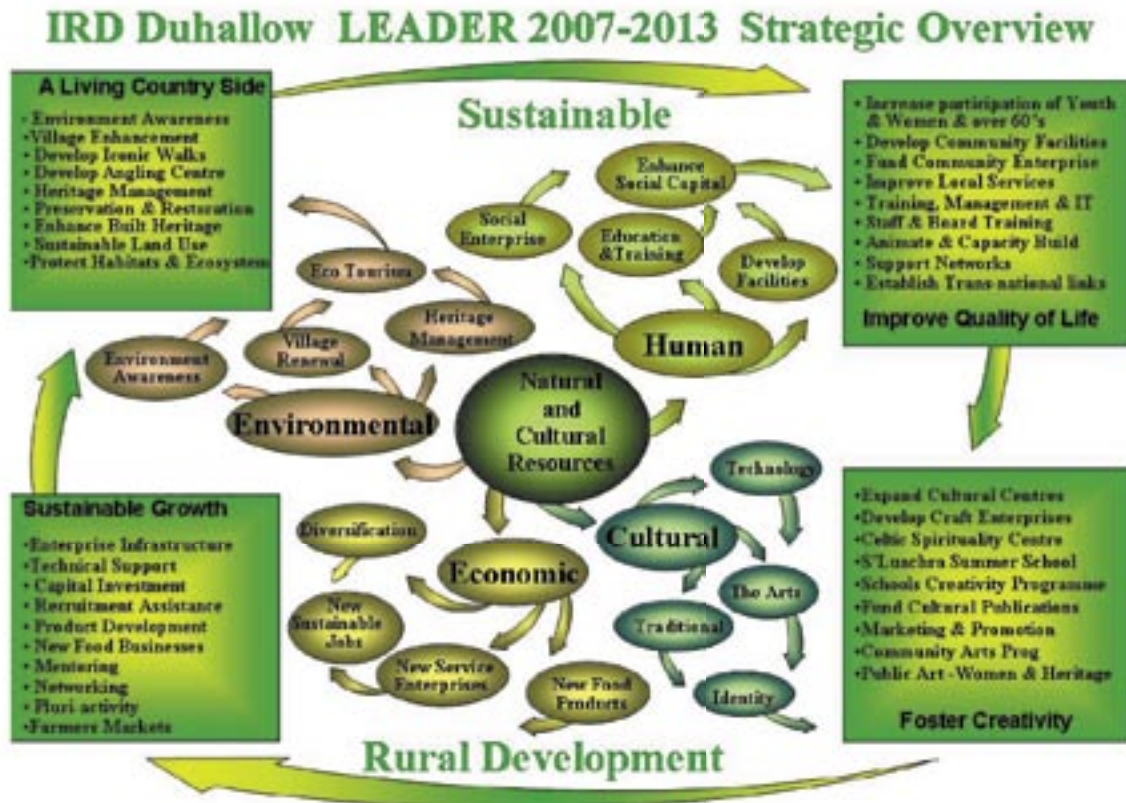 IRD Duhallow LEADER 2007-2013 Strategic Overview
A Living Country Side
• Environment Awareness
•Village Enhancement
• Develop Iconic Walks
• Develop Angling Centre
• Heritage Management
• Preservation & Restoration
• Enhance Built Heritage
• Sustainable Land Use
•Protect Habitats & Ecosystem
Sustainable
• Increase participation of Youth
& Women & over 60's
• Develop Community Facilities
• Fund Community Enterprise
• Improve Local Services
• Training, Management & IT
• Staff & Board Training
• Animate & Capacity Build
• Support Networks
• Establish Trans-national links
Improve Quality of Life
Enhance
Social Capital
Social
Enterprise
Education
&Training
Develop
Facilities
Human
Eco Tourism
Heritage
Management
Village
Renewal
Environment
Awareness
Environmental
Natural
and
Cultural
Resources
Technology
Cultural
The Arts
Traditional
Identity
Diversification
Economic
New
Sustainable
Jobs
New Service
Enterprises
New Food
Products
Sustainable Growth
•Enterprise Infrastructure
•Technical Support
• Capital Investment
• Recruitment Assistance
• Product Development
• New Food Businesses
• Mentoring
• Networking
• Pluri-activity
• Farmers Markets
•Expand Cultural Centres
•Develop Craft Enterprises
•Celtic Spirituality Centre
•S'Luachra Summer School
•Schools Creativity Programme
•Fund Cultural Publications
•Marketing & Promotion
•Community Arts Prog
•Public Art -Women & Heritage
Foster Creativity
Rural Development